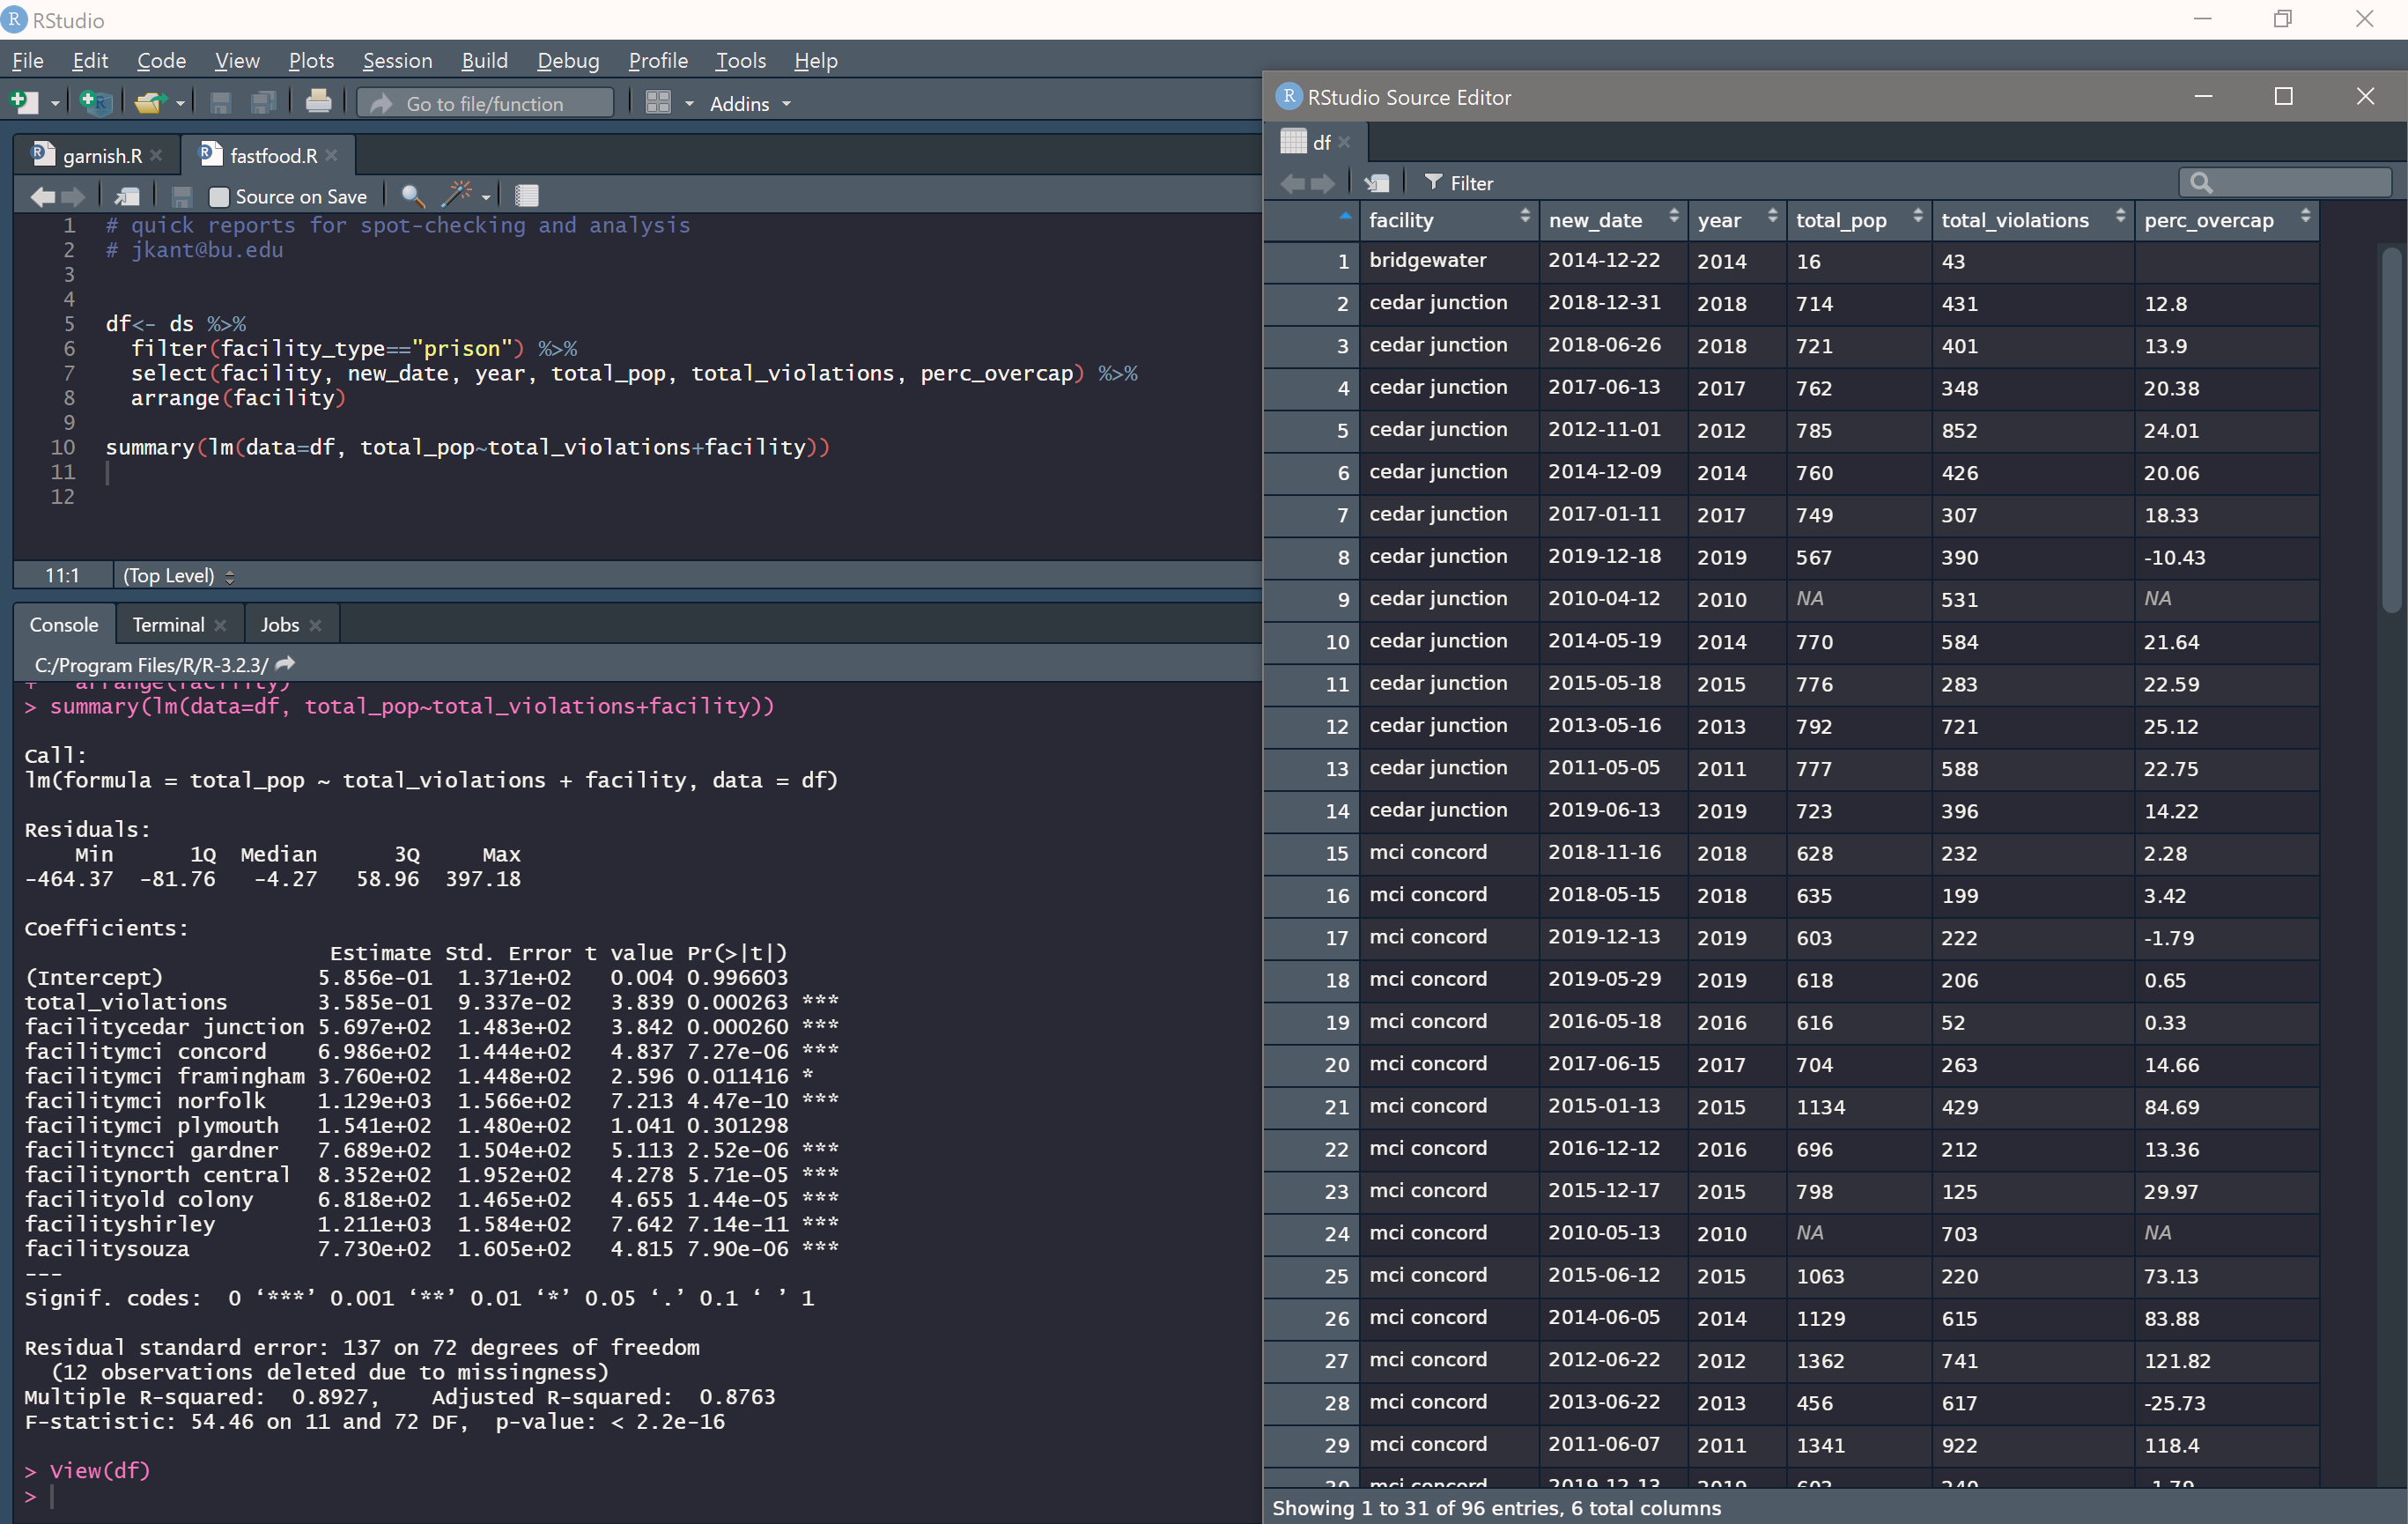 RStudio
File Edit Code View Plots Session Build Debug Profile Tools Help
Go to file/function Addins
garnish.R fastfood.R
Source on Save
1 # quick reports for spot-checking and analysis
2 # jkant@bu.edu
3
4
5 df<- ds %>%
6 filter(facility_type=="prison") %>%
7 select(facility, new_date, year, total_pop, total_violations, perc_overcap) %>%
8 arrange(facility)
9
10 summary(lm(data=df, total_pop~total_violations+facility))
11
12
11:1 (Top Level)
Console Terminal Jobs
C:/Program Files/R/R-3.2.3/
+ arrange(facility)
> summary(lm(data=df, total_pop~total_violations+facility))
Call:
lm(formula = total_pop ~ total_violations + facility, data = df)
Residuals:
Min 1Q Median 3Q Max
-464.37 -81.76 -4.27 58.96 397.18
Coefficients:
Estimate Std. Error t value Pr(>|t|)
(Intercept) 5.856e-01 1.371e+02 0.004 0.996603
total_violations 3.585e-01 9.337e-02 3.839 0.000263 ***
facilitycedar junction 5.697e+02 1.483e+02 3.842 0.000260 ***
facilitymci concord 6.986e+02 1.444e+02 4.837 7.27e-06 ***
facilitymci framingham 3.760e+02 1.448e+02 2.596 0.011416 *
facilitymci norfolk 1.129e+03 1.566e+02 7.213 4.47e-10 ***
facilitymci plymouth 1.541e+02 1.480e+02 1.041 0.301298
facilityncci gardner 7.689e+02 1.504e+02 5.113 2.52e-06 ***
facilitynorth central 8.352e+02 1.952e+02 4.278 5.71e-05 ***
facilityold colony 6.818e+02 1.465e+02 4.655 1.44e-05 ***
facilityshirley 1.211e+03 1.584e+02 7.642 7.14e-11 ***
facilitysouza 7.730e+02 1.605e+02 4.815 7.90e-06 ***
---
Signif. codes: 0 ‘***’ 0.001 ‘**’ 0.01 ‘*’ 0.05 ‘.’ 0.1 ‘ ’ 1
Residual standard error: 137 on 72 degrees of freedom
(12 observations deleted due to missingness)
Multiple R-squared: 0.8927, Adjusted R-squared: 0.8763
F-statistic: 54.46 on 11 and 72 DF, p-value: < 2.2e-16
> View(df)
>
RStudio Source Editor
df
Filter
facility new_date year total_pop total_violations perc_overcap
1 bridgewater 2014-12-22 2014 16 43
2 cedar junction 2018-12-31 2018 714 431 12.8
3 cedar junction 2018-06-26 2018 721 401 13.9
4 cedar junction 2017-06-13 2017 762 348 20.38
5 cedar junction 2012-11-01 2012 785 852 24.01
6 cedar junction 2014-12-09 2014 760 426 20.06
7 cedar junction 2017-01-11 2017 749 307 18.33
8 cedar junction 2019-12-18 2019 567 390 -10.43
9 cedar junction 2010-04-12 2010 NA 531 NA
10 cedar junction 2014-05-19 2014 770 584 21.64
11 cedar junction 2015-05-18 2015 776 283 22.59
12 cedar junction 2013-05-16 2013 792 721 25.12
13 cedar junction 2011-05-05 2011 777 588 22.75
14 cedar junction 2019-06-13 2019 723 396 14.22
15 mci concord 2018-11-16 2018 628 232 2.28
16 mci concord 2018-05-15 2018 635 199 3.42
17 mci concord 2019-12-13 2019 603 222 -1.79
18 mci concord 2019-05-29 2019 618 206 0.65
19 mci concord 2016-05-18 2016 616 52 0.33
20 mci concord 2017-06-15 2017 704 263 14.66
21 mci concord 2015-01-13 2015 1134 429 84.69
22 mci concord 2016-12-12 2016 696 212 13.36
23 mci concord 2015-12-17 2015 798 125 29.97
24 mci concord 2010-05-13 2010 NA 703 NA
25 mci concord 2015-06-12 2015 1063 220 73.13
26 mci concord 2014-06-05 2014 1129 615 83.88
27 mci concord 2012-06-22 2012 1362 741 121.82
28 mci concord 2013-06-22 2013 456 617 -25.73
29 mci concord 2011-06-07 2011 1341 922 118.4
30 mci concord 2019-12-13 2019
Showing 1 to 31 of 96 entries, 6 total columns